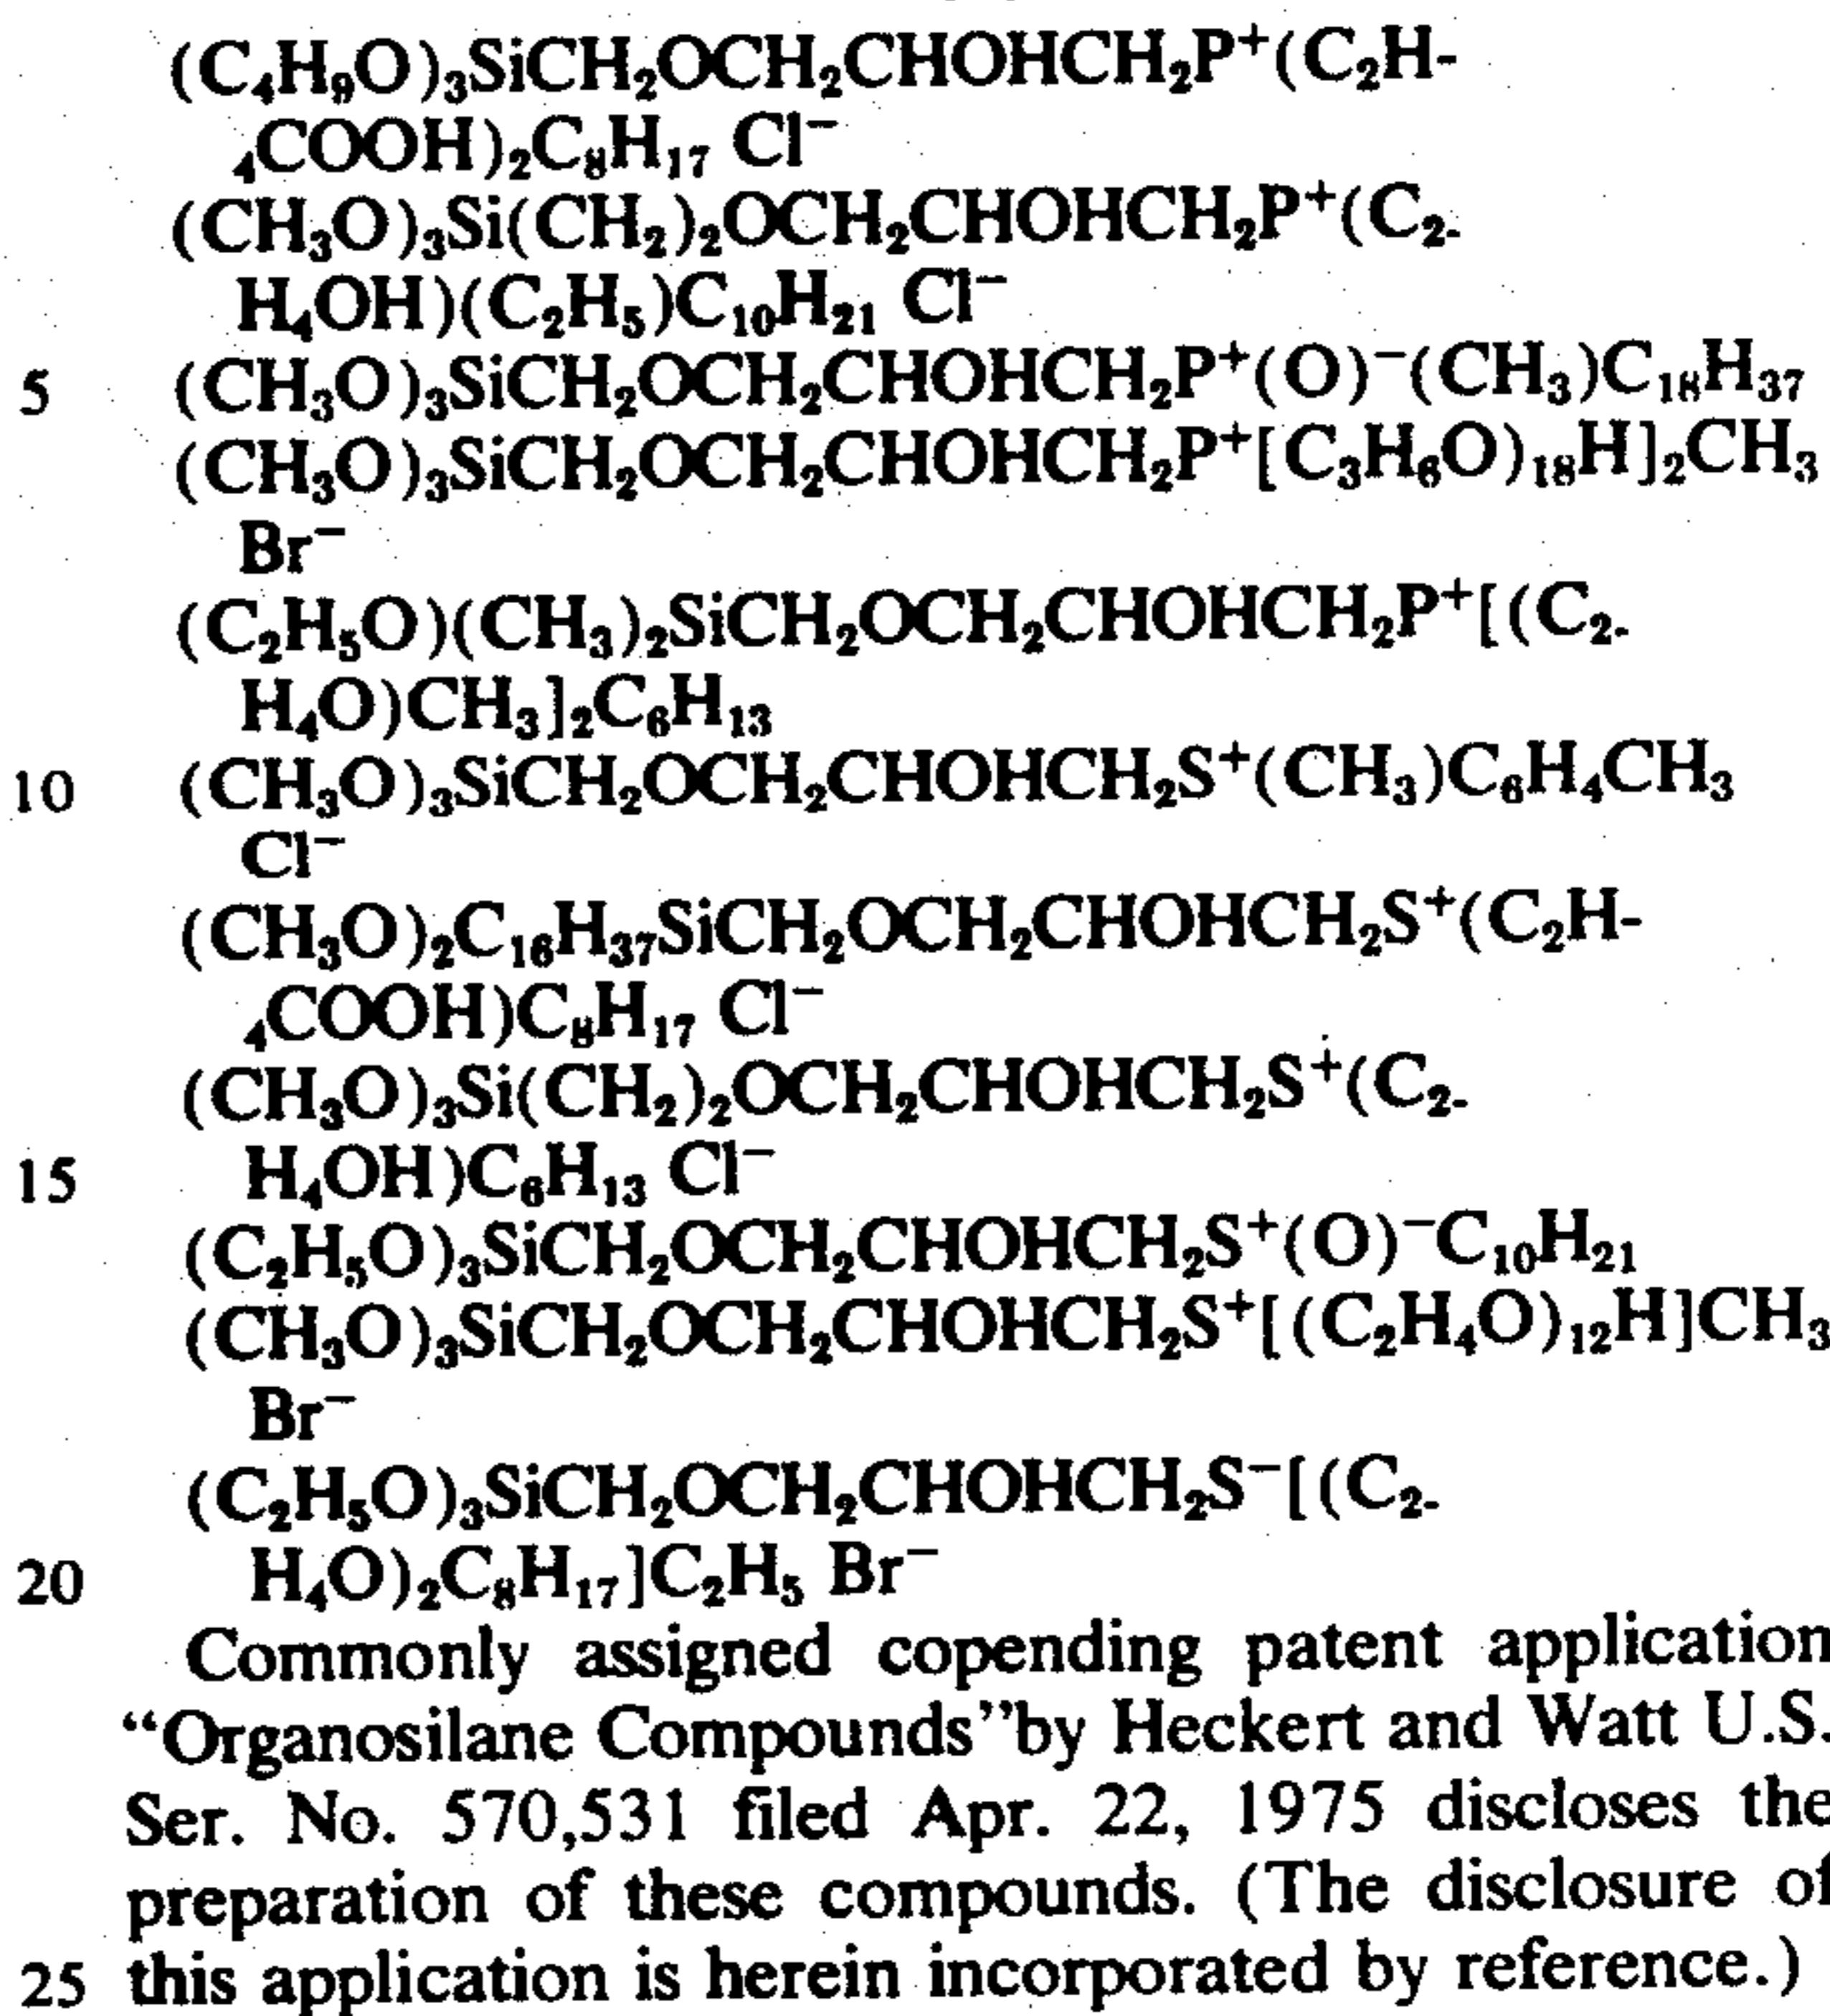 (C₄H₉O)₃SiCH₂OCH₂CHOHCH₂P⁺(C₂H-
₄COOH)₂C₈H₁₇ Cl⁻
(CH₃O)₃Si(CH₂)₂OCH₂CHOHCH₂P⁺(C₂-
H₄OH)(C₂H₅)C₁₀H₂₁ Cl⁻
5 (CH₃O)₃SiCH₂OCH₂CHOHCH₂P⁺(O)⁻(CH₃)C₁₈H₃₇
(CH₃O)₃SiCH₂OCH₂CHOHCH₂P⁺[C₃H₆O)₁₈H]₂CH₃
Br⁻
(C₂H₅O)(CH₃)₂SiCH₂OCH₂CHOHCH₂P⁺[(C₂-
H₄O)CH₃]₂C₆H₁₃
10 (CH₃O)₃SiCH₂OCH₂CHOHCH₂S⁺(CH₃)C₆H₄CH₃
Cl⁻
(CH₃O)₂C₁₆H₃₇SiCH₂OCH₂CHOHCH₂S⁺(C₂H-
₄COOH)C₈H₁₇ Cl⁻
(CH₃O)₃Si(CH₂)₂OCH₂CHOHCH₂S⁺(C₂-
15 H₄OH)C₆H₁₃ Cl⁻
(C₂H₅O)₃SiCH₂OCH₂CHOHCH₂S⁺(O)⁻C₁₀H₂₁
(CH₃O)₃SiCH₂OCH₂CHOHCH₂S⁺[(C₂H₄O)₁₂H]CH₃
Br⁻
(C₂H₅O)₃SiCH₂OCH₂CHOHCH₂S⁻[(C₂-
20 H₄O)₂C₈H₁₇]C₂H₅ Br⁻
Commonly assigned copending patent application
“Organosilane Compounds”by Heckert and Watt U.S.
Ser. No. 570,531 filed Apr. 22, 1975 discloses the
preparation of these compounds. (The disclosure of
25 this application is herein incorporated by reference.)